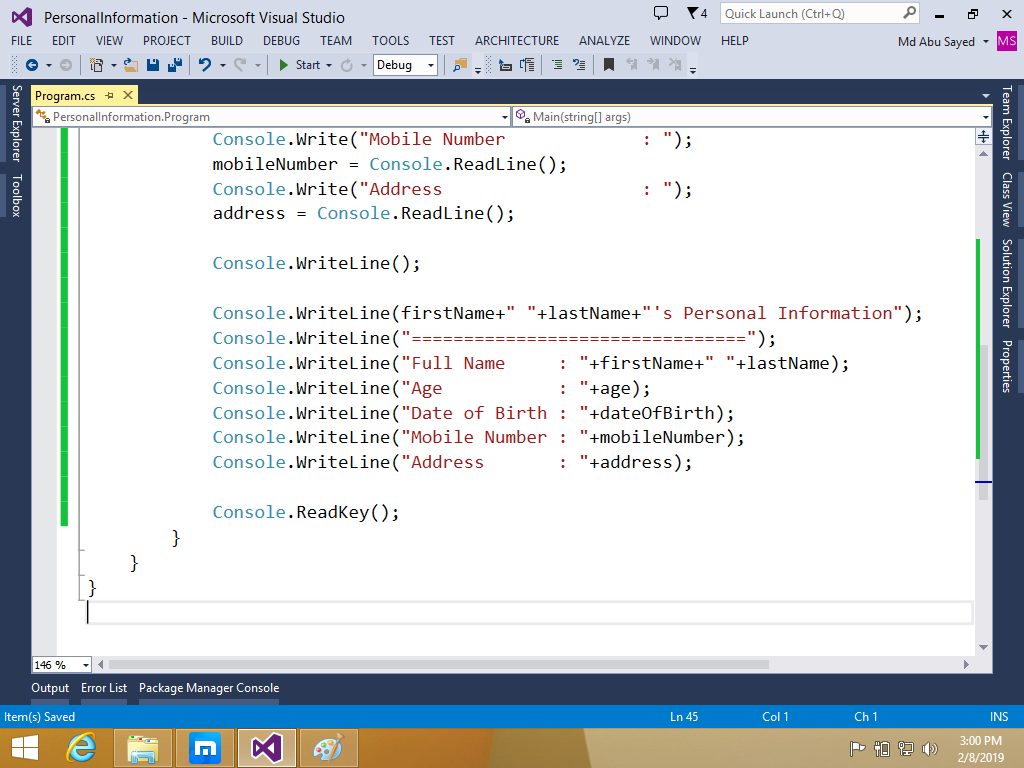 PersonalInformation - Microsoft Visual Studio
4
Quick Launch (Ctrl+Q)
FILE EDIT VIEW PROJECT BUILD DEBUG TEAM TOOLS TEST ARCHITECTURE ANALYZE WINDOW HELP Md Abu Sayed MS
Start Debug
Server Explorer
Toolbox
Program.cs
PersonalInformation.Program Main(string[] args)
Console.Write("Mobile Number             : ");
mobileNumber = Console.ReadLine();
Console.Write("Address                   : ");
address = Console.ReadLine();
Console.WriteLine();
Console.WriteLine(firstName+" "+lastName+"'s Personal Information");
Console.WriteLine("================================");
Console.WriteLine("Full Name     : "+firstName+" "+lastName);
Console.WriteLine("Age           : "+age);
Console.WriteLine("Date of Birth : "+dateOfBirth);
Console.WriteLine("Mobile Number : "+mobileNumber);
Console.WriteLine("Address       : "+address);
Console.ReadKey();
}
}
}
Team Explorer
Class View
Solution Explorer
Properties
146 %
Output Error List Package Manager Console
Item(s) Saved Ln 45 Col 1 Ch 1 INS
3:00 PM
2/8/2019